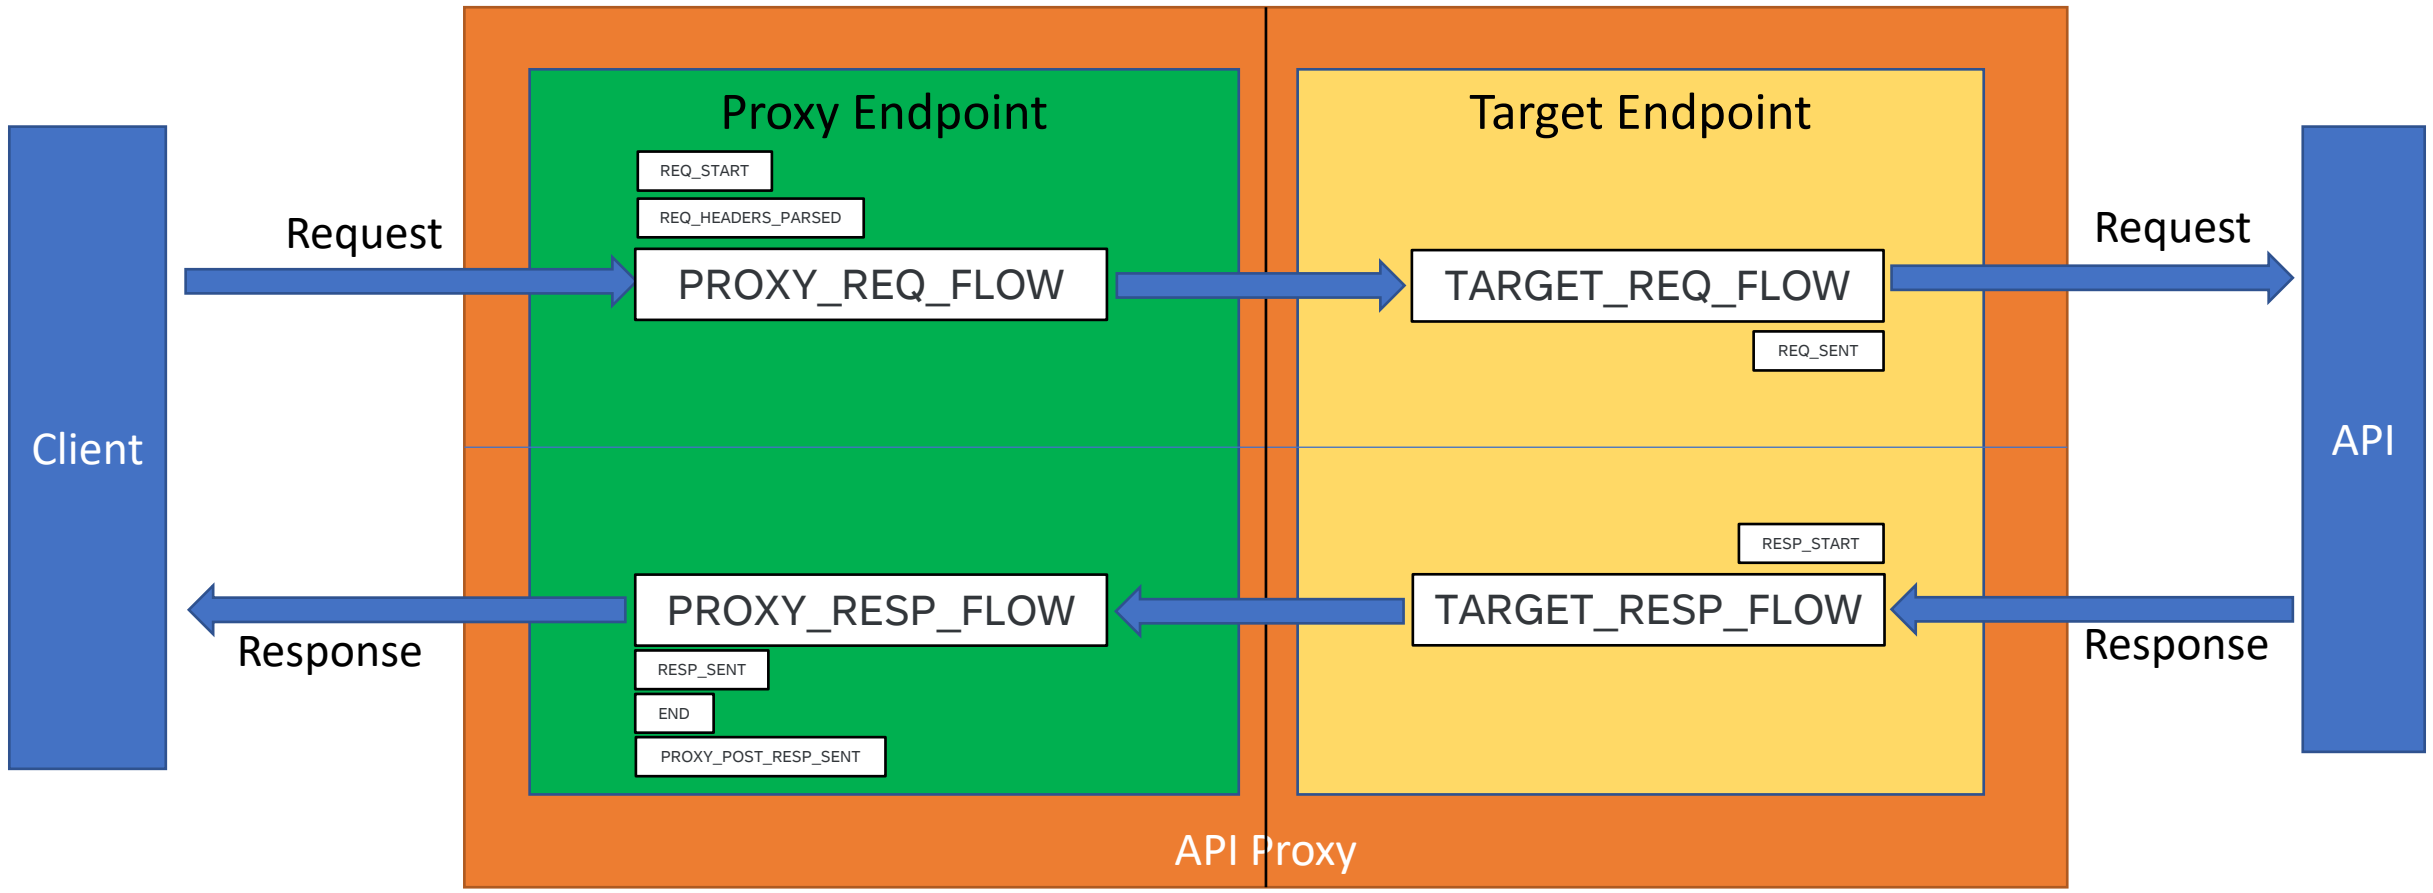 Proxy Endpoint
Target Endpoint
REQ_START
REQ_HEADERS_PARSED
Request
Request
PROXY_REQ_FLOW
TARGET_REQ_FLOW
REQ_SENT
Client
API
RESP_START
PROXY_RESP_FLOW
TARGET_RESP_FLOW
Response
Response
RESP_SENT
END
PROXY_POST_RESP_SENT
API Proxy